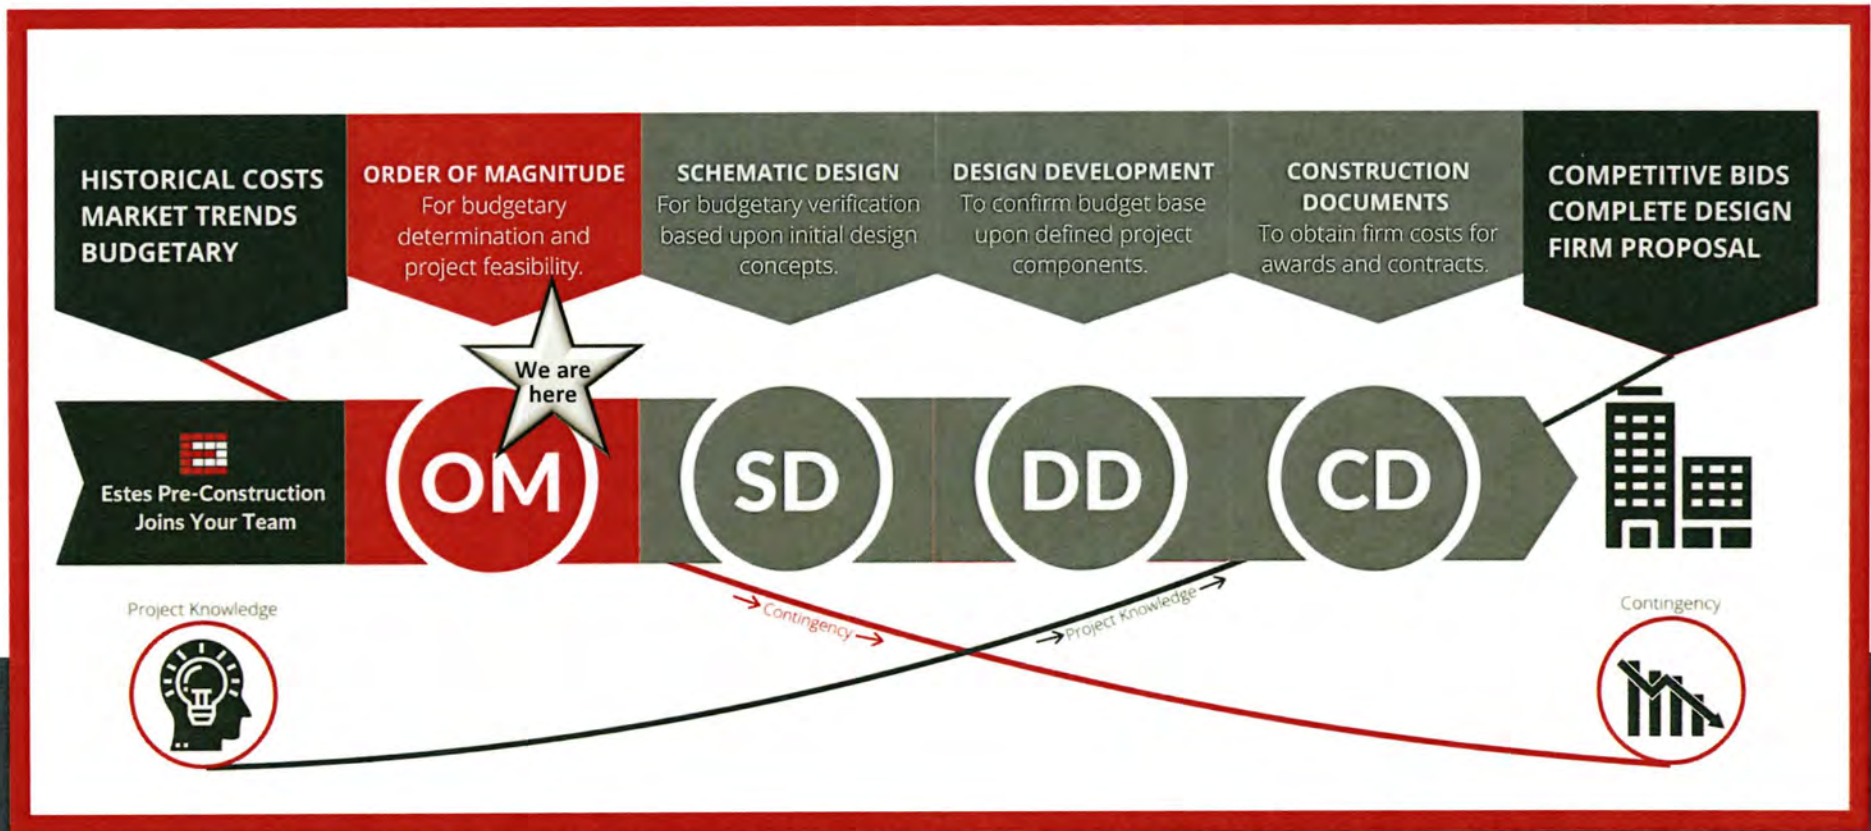 HISTORICAL COSTS
MARKET TRENDS
BUDGETARY
ORDER OF MAGNITUDE
For budgetary
determination and
project feasibility.
SCHEMATIC DESIGN
For budgetary verification
based upon initial design
concepts.
DESIGN DEVELOPMENT
To confirm budget base
upon defined project
components.
CONSTRUCTION
DOCUMENTS
To obtain firm costs for
awards and contracts.
COMPETITIVE BIDS
COMPLETE DESIGN
FIRM PROPOSAL
We are
here
Estes Pre-Construction
Joins Your Team
OM
SD
DD
CD
Project Knowledge
Contingency
Project Knowledge
Contingency